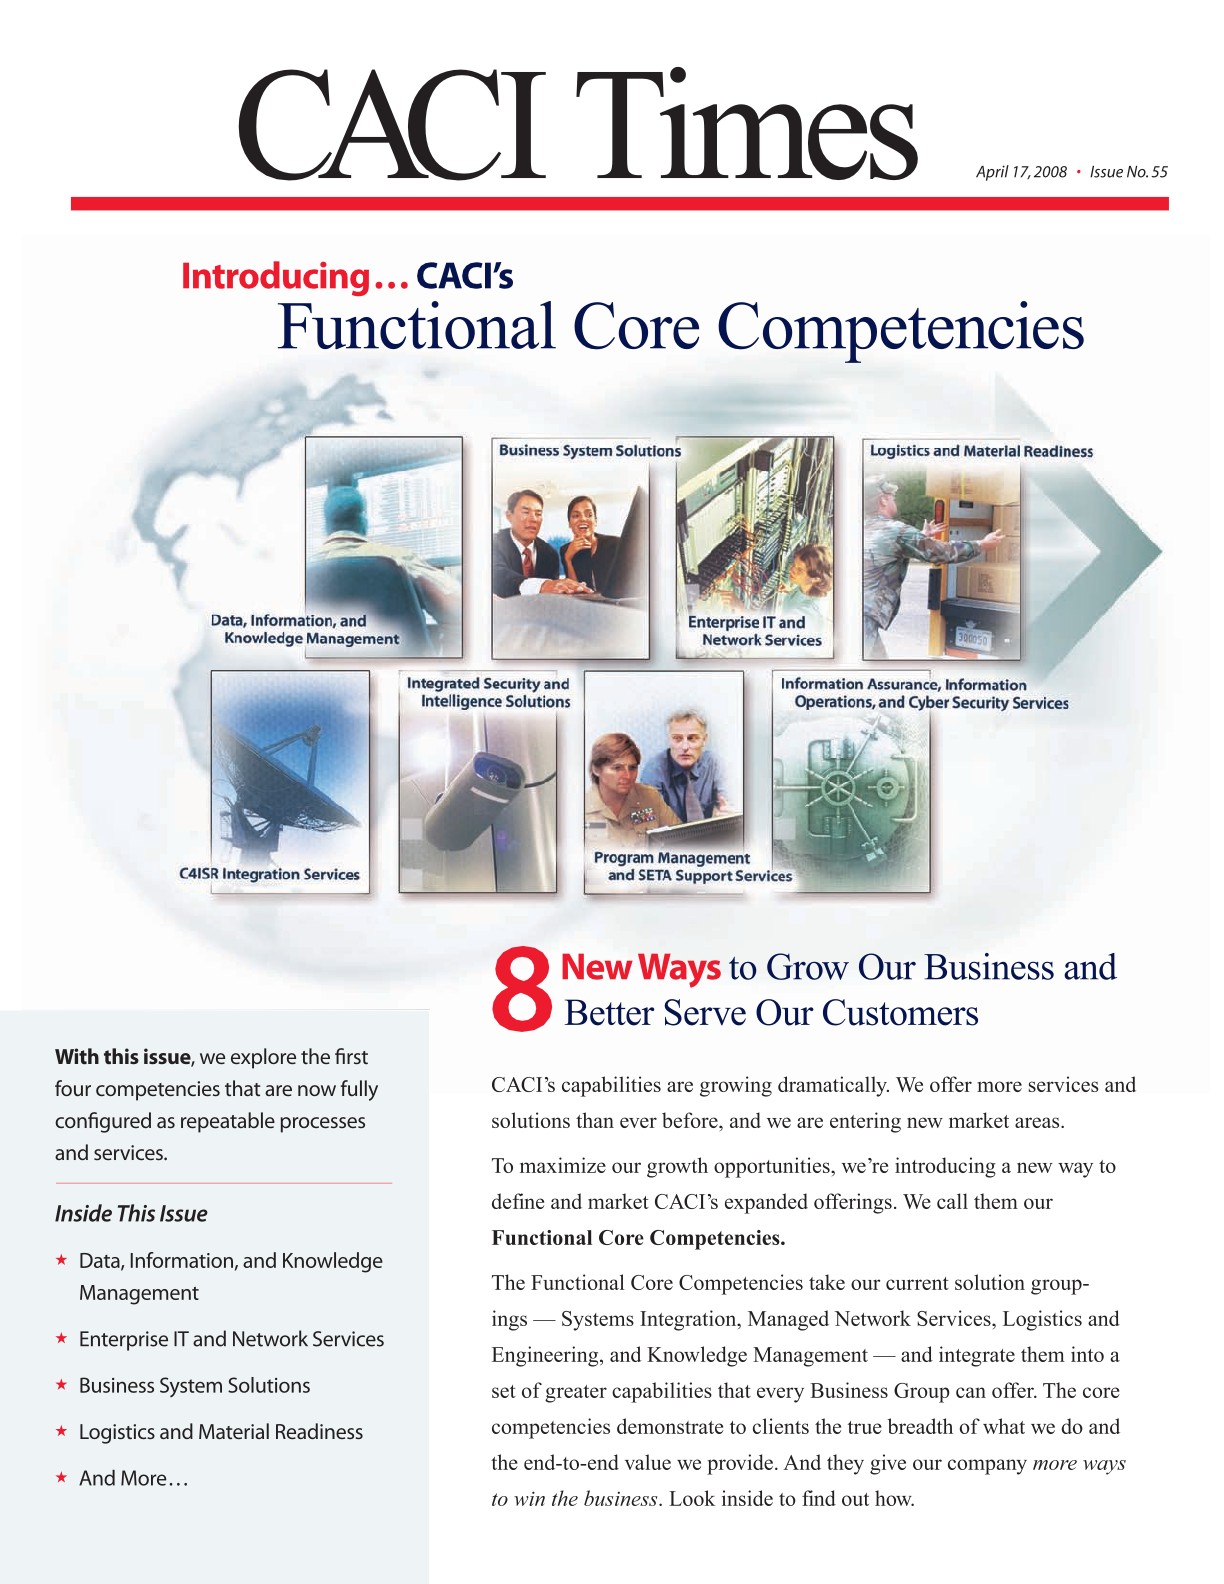 CACI Times
April 17, 2008 • Issue No. 55
Introducing… CACI’s
Functional Core Competencies
Data, Information, and
Knowledge Management
Business System Solutions
Enterprise IT and
Network Services
Logistics and Material Readiness
C4ISR Integration Services
Integrated Security and
Intelligence Solutions
Program Management
and SETA Support Services
Information Assurance, Information
Operations, and Cyber Security Services
8 New Ways to Grow Our Business and
Better Serve Our Customers
With this issue, we explore the first
four competencies that are now fully
configured as repeatable processes
and services.
Inside This Issue
★ Data, Information, and Knowledge
Management
★ Enterprise IT and Network Services
★ Business System Solutions
★ Logistics and Material Readiness
★ And More…
CACI’s capabilities are growing dramatically. We offer more services and
solutions than ever before, and we are entering new market areas.
To maximize our growth opportunities, we’re introducing a new way to
define and market CACI’s expanded offerings. We call them our
Functional Core Competencies.
The Functional Core Competencies take our current solution group-
ings — Systems Integration, Managed Network Services, Logistics and
Engineering, and Knowledge Management — and integrate them into a
set of greater capabilities that every Business Group can offer. The core
competencies demonstrate to clients the true breadth of what we do and
the end-to-end value we provide. And they give our company more ways
to win the business. Look inside to find out how.